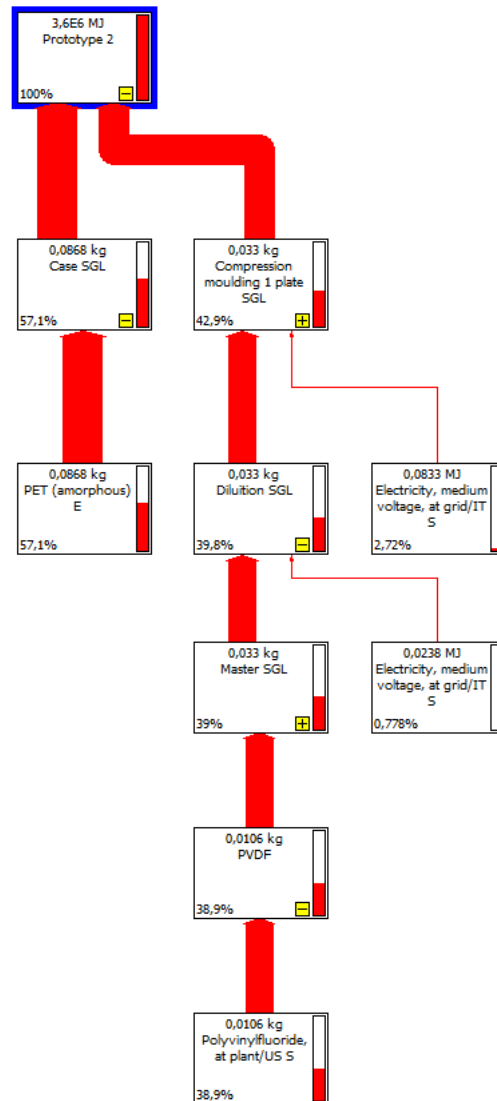 3,6E6 MJ
Prototype 2
100%
0,0868 kg
Case SGL
57,1%
0,033 kg
Compression
moulding 1 plate
SGL
42,9%
0,0868 kg
PET (amorphous)
E
57,1%
0,033 kg
Diluition SGL
39,8%
0,0833 MJ
Electricity, medium
voltage, at grid/IT
S
2,72%
0,033 kg
Master SGL
39%
0,0238 MJ
Electricity, medium
voltage, at grid/IT
S
0,778%
0,0106 kg
PVDF
38,9%
0,0106 kg
Polyvinylfluoride,
at plant/US S
38,9%